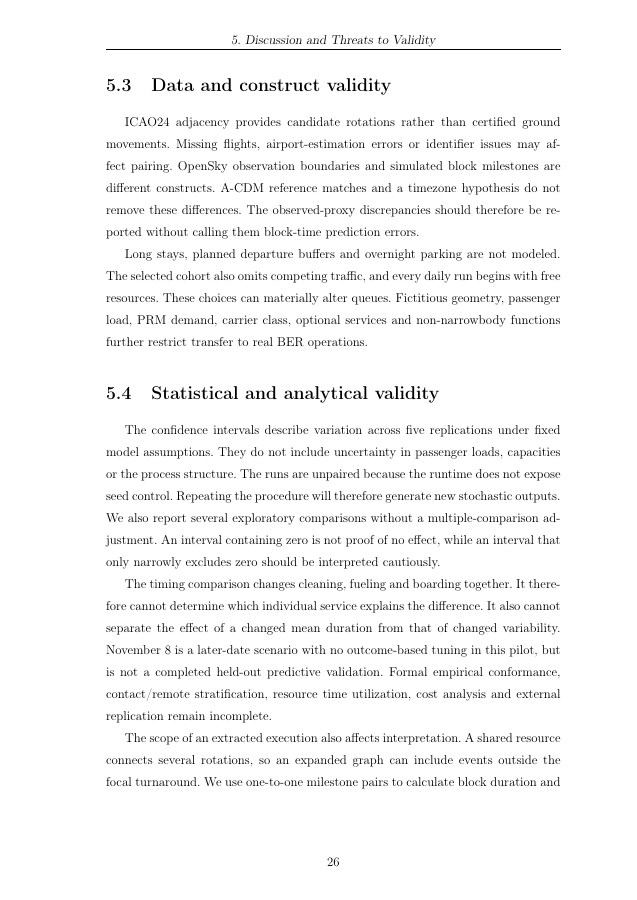 5. Discussion and Threats to Validity
5.3 Data and construct validity
ICAO24 adjacency provides candidate rotations rather than certified ground
movements. Missing flights, airport-estimation errors or identifier issues may af-
fect pairing. OpenSky observation boundaries and simulated block milestones are
different constructs. A-CDM reference matches and a timezone hypothesis do not
remove these differences. The observed-proxy discrepancies should therefore be re-
ported without calling them block-time prediction errors.
Long stays, planned departure buffers and overnight parking are not modeled.
The selected cohort also omits competing traffic, and every daily run begins with free
resources. These choices can materially alter queues. Fictitious geometry, passenger
load, PRM demand, carrier class, optional services and non-narrowbody functions
further restrict transfer to real BER operations.
5.4 Statistical and analytical validity
The confidence intervals describe variation across five replications under fixed
model assumptions. They do not include uncertainty in passenger loads, capacities
or the process structure. The runs are unpaired because the runtime does not expose
seed control. Repeating the procedure will therefore generate new stochastic outputs.
We also report several exploratory comparisons without a multiple-comparison ad-
justment. An interval containing zero is not proof of no effect, while an interval that
only narrowly excludes zero should be interpreted cautiously.
The timing comparison changes cleaning, fueling and boarding together. It there-
fore cannot determine which individual service explains the difference. It also cannot
separate the effect of a changed mean duration from that of changed variability.
November 8 is a later-date scenario with no outcome-based tuning in this pilot, but
is not a completed held-out predictive validation. Formal empirical conformance,
contact/remote stratification, resource time utilization, cost analysis and external
replication remain incomplete.
The scope of an extracted execution also affects interpretation. A shared resource
connects several rotations, so an expanded graph can include events outside the
focal turnaround. We use one-to-one milestone pairs to calculate block duration and
26